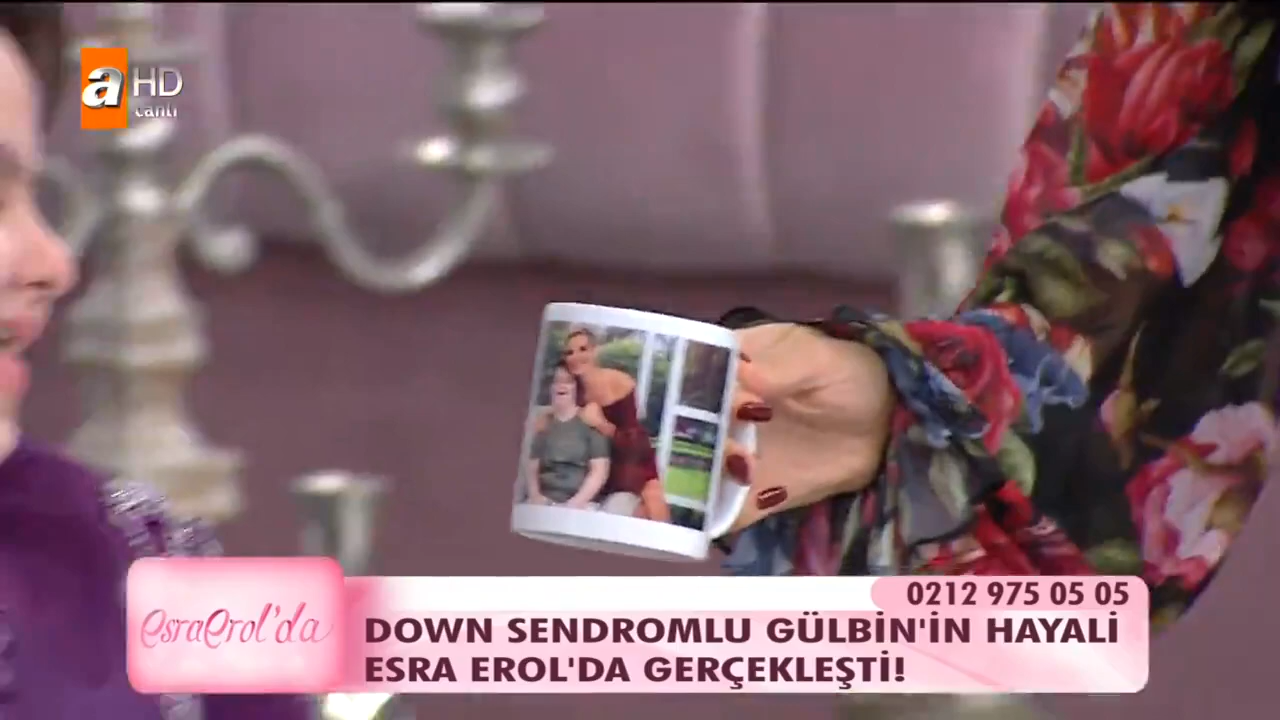 a HD
canlı
0212 975 05 05
esraerol'da
DOWN SENDROMLU GÜLBİN'İN HAYALİ
ESRA EROL'DA GERÇEKLEŞTİ!